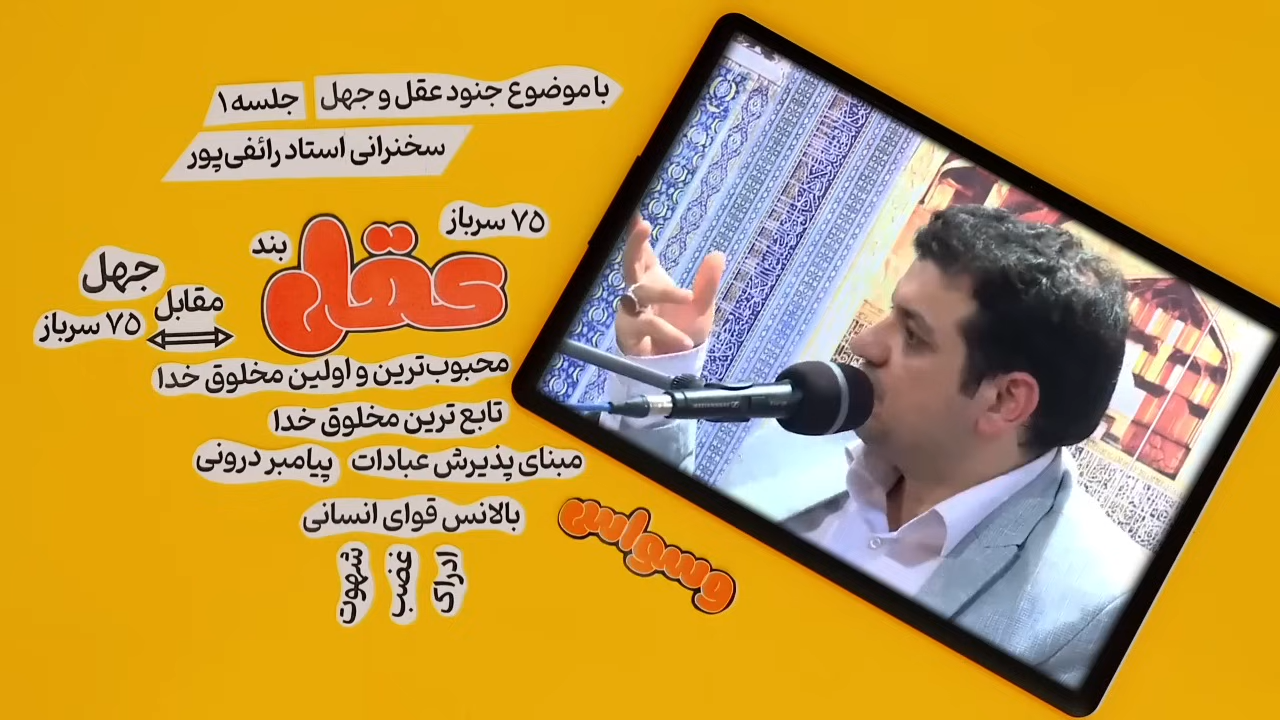 با موضوع جنود عقل و جهل جلسه ۱
سخنرانی استاد رائفی‌پور
۷۵ سرباز
عقل
بند
جهل
مقابل
۷۵ سرباز
محبوب‌ترین و اولین مخلوق خدا
تابع ترین مخلوق خدا
مبنای پذیرش عبادات پیامبر درونی
بالانس قوای انسانی
ادراک غضب شهوت
وسواس